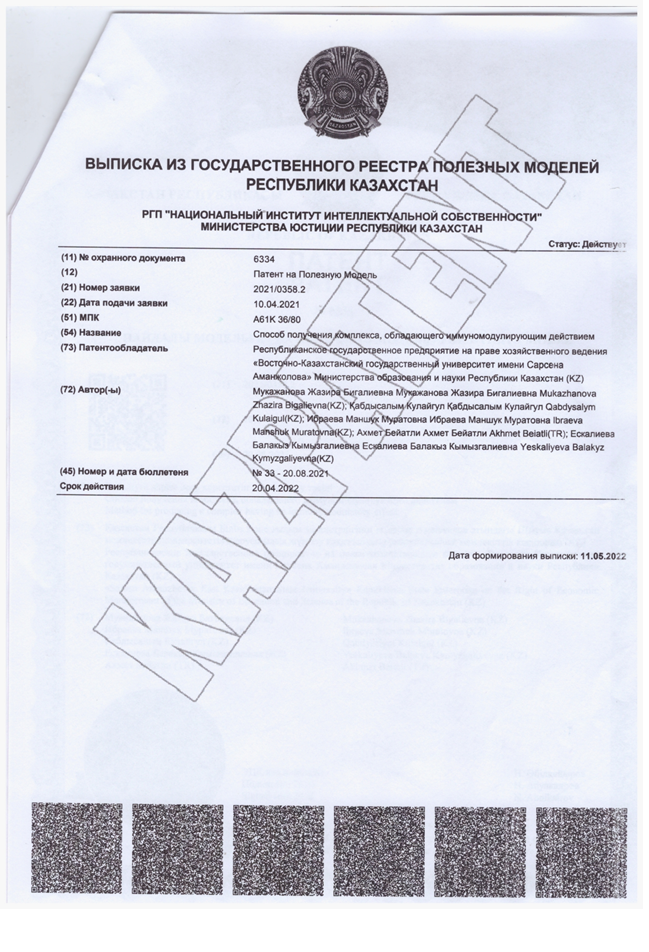 ҚАЗАҚСТАН
ВЫПИСКА ИЗ ГОСУДАРСТВЕННОГО РЕЕСТРА ПОЛЕЗНЫХ МОДЕЛЕЙ
РЕСПУБЛИКИ КАЗАХСТАН
РГП "НАЦИОНАЛЬНЫЙ ИНСТИТУТ ИНТЕЛЛЕКТУАЛЬНОЙ СОБСТВЕННОСТИ"
МИНИСТЕРСТВА ЮСТИЦИИ РЕСПУБЛИКИ КАЗАХСТАН
Статус: Действует
(11) № охранного документа 6334
(12) Патент на Полезную Модель
(21) Номер заявки 2021/0358.2
(22) Дата подачи заявки 10.04.2021
(51) МПК A61K 36/80
(54) Название Способ получения комплекса, обладающего иммуномодулирующим действием
(73) Патентообладатель Республиканское государственное предприятие на праве хозяйственного ведения
«Восточно-Казахстанский государственный университет имени Сарсена
Аманжолова» Министерства образования и науки Республики Казахстан (KZ)
(72) Автор(-ы) Мукажанова Жазира Бигалиевна Мукажанова Жазира Бигалиевна Mukazhanova
Zhazira Bigalievna(KZ); Қабдысалым Кулайгул Қабдысалым Кулайгул Qabdysalym
Kulaigul(KZ); Ибраева Маншук Муратовна Ибраева Маншук Муратовна Ibraeva
Manshuk Muratovna(KZ); Ахмет Бейатли Ахмет Бейатли Akhmet Beiatli(TR); Ескалиева
Балакыз Кымызгалиевна Ескалиева Балакыз Кымызгалиевна Yeskaliyeva Balakyz
Kymyzgaliyevna(KZ)
(45) Номер и дата бюллетеня № 33 - 20.08.2021
Срок действия 20.04.2022
Дата формирования выписки: 11.05.2022
KAZPATENT